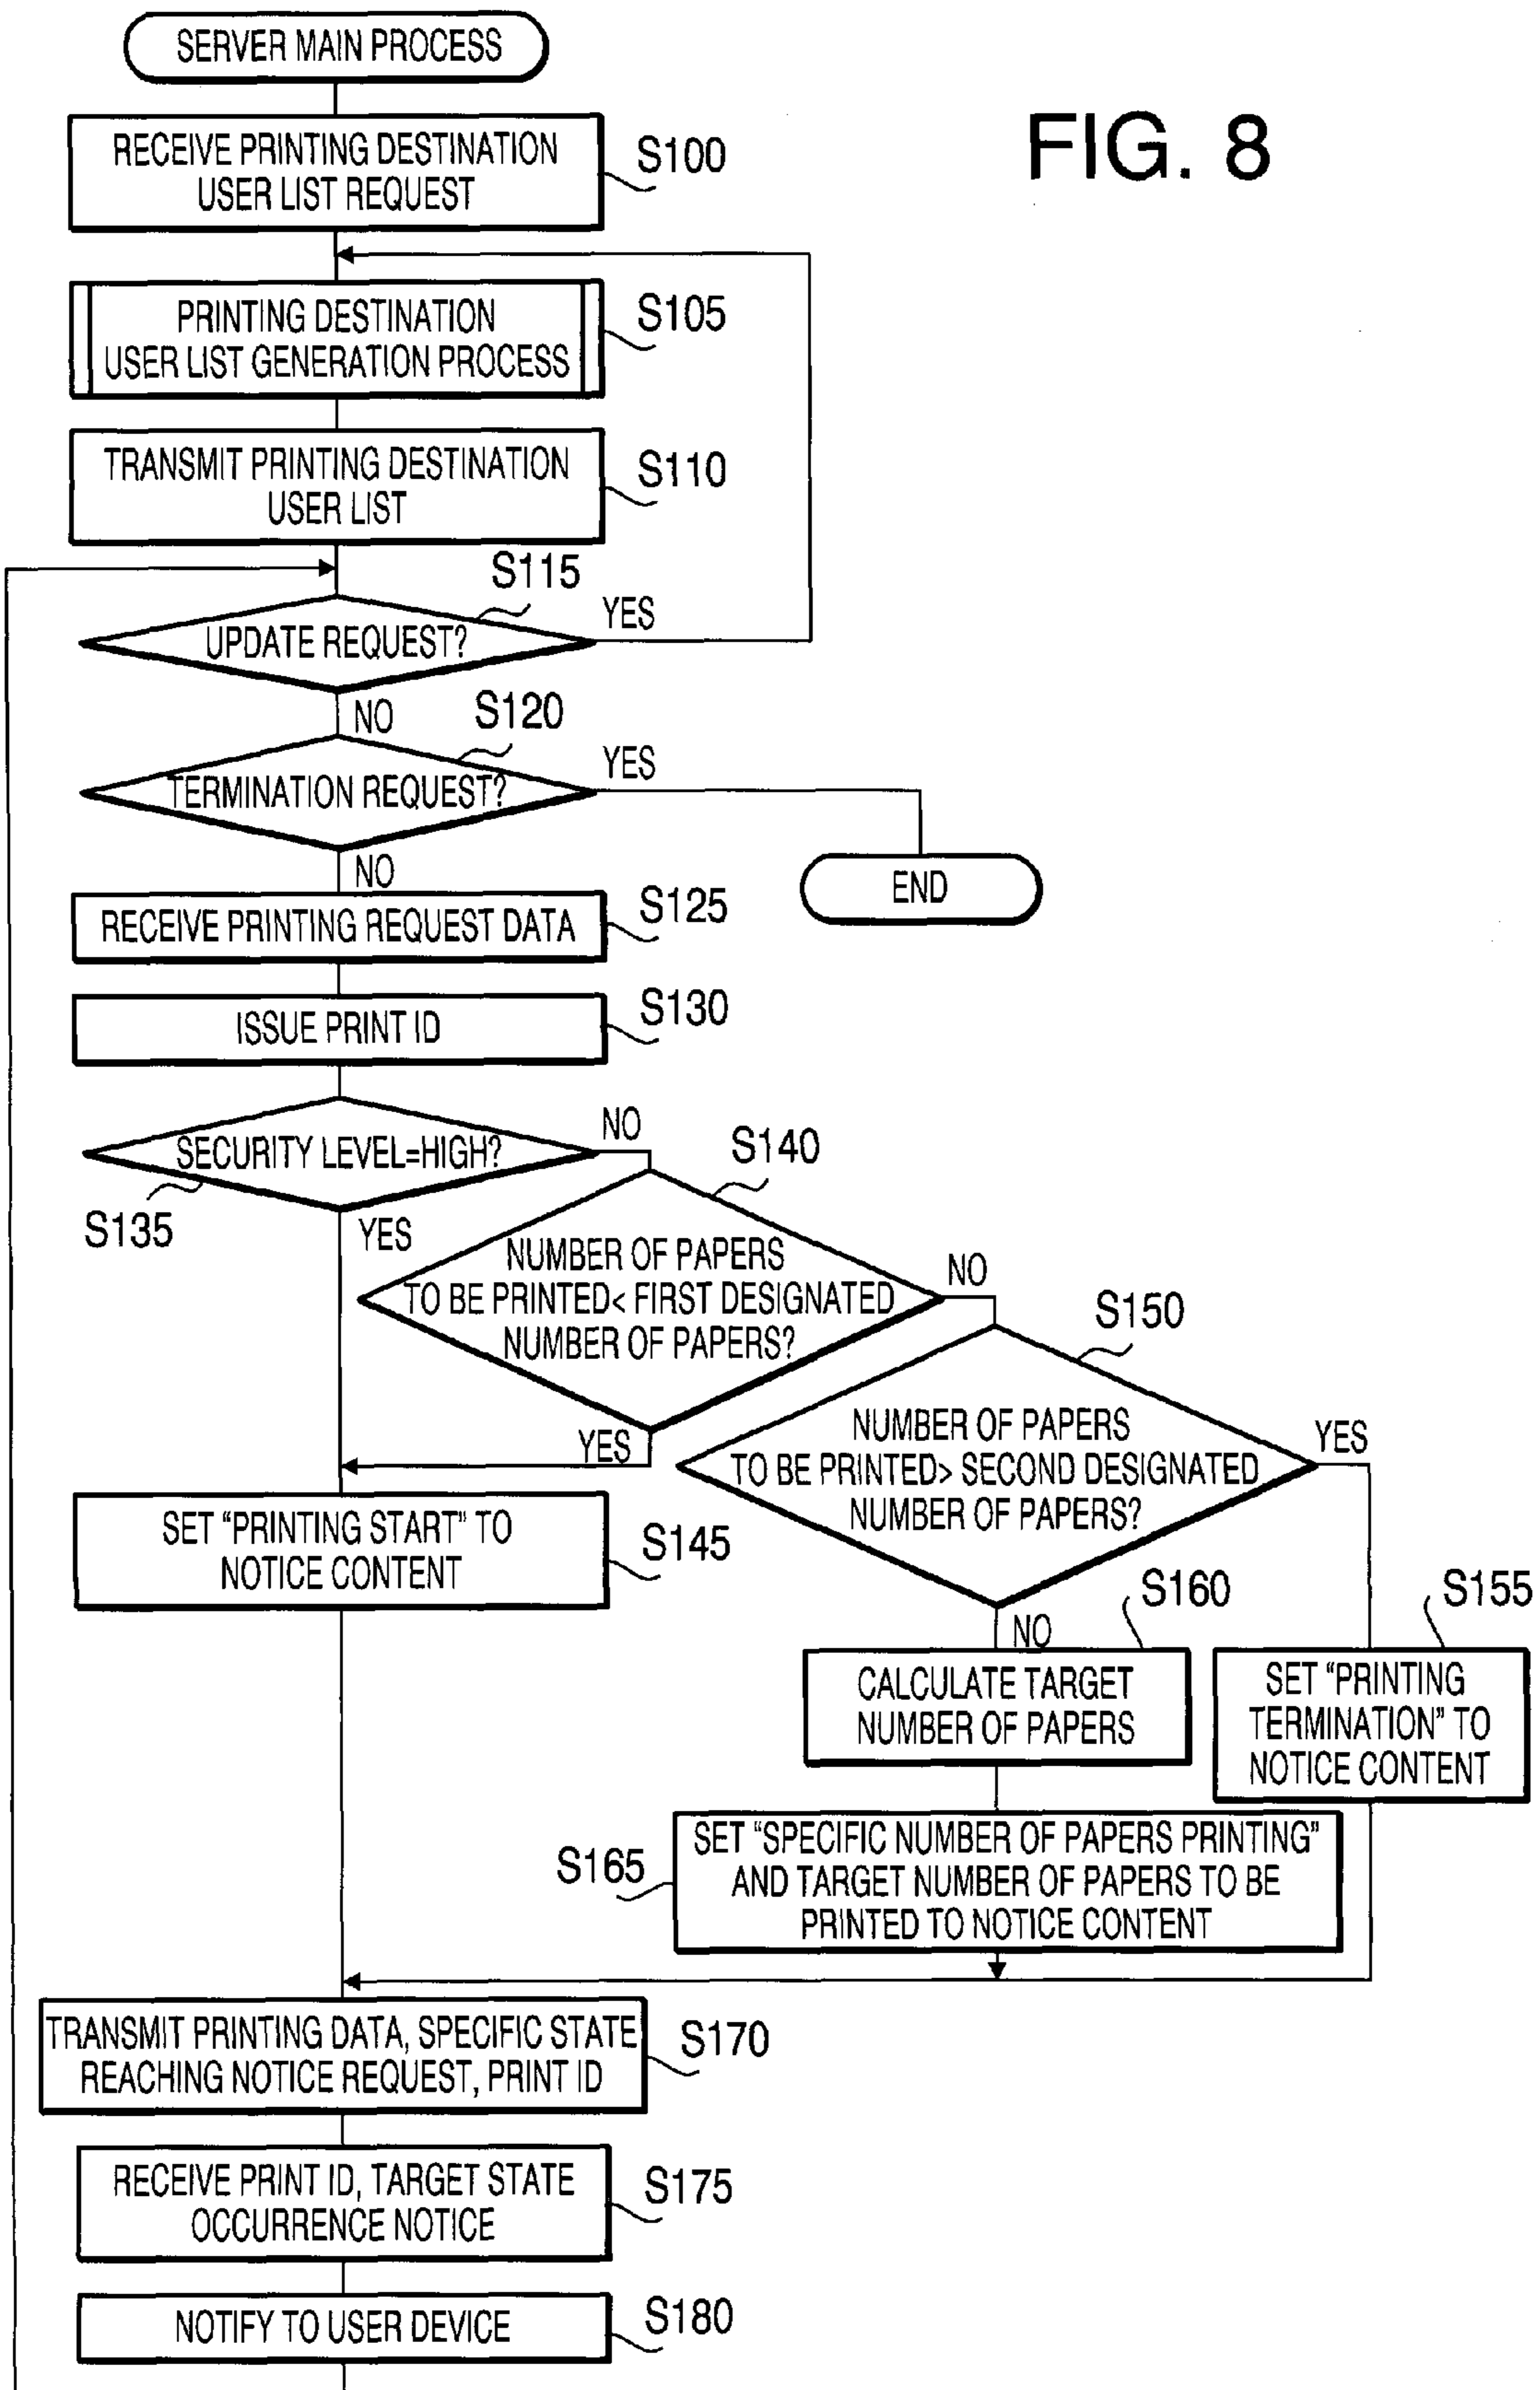 SERVER MAIN PROCESS
FIG. 8
RECEIVE PRINTING DESTINATION
USER LIST REQUEST
S100
PRINTING DESTINATION
USER LIST GENERATION PROCESS
S105
TRANSMIT PRINTING DESTINATION
USER LIST
S110
S115
UPDATE REQUEST?
YES
NO
S120
TERMINATION REQUEST?
YES
NO
END
RECEIVE PRINTING REQUEST DATA
S125
ISSUE PRINT ID
S130
SECURITY LEVEL=HIGH?
NO
S135
YES
S140
NUMBER OF PAPERS
TO BE PRINTED< FIRST DESIGNATED
NUMBER OF PAPERS?
NO
YES
S150
NUMBER OF PAPERS
TO BE PRINTED> SECOND DESIGNATED
NUMBER OF PAPERS?
YES
NO
SET "PRINTING START" TO
NOTICE CONTENT
S145
S160
CALCULATE TARGET
NUMBER OF PAPERS
S155
SET "PRINTING
TERMINATION" TO
NOTICE CONTENT
S165
SET "SPECIFIC NUMBER OF PAPERS PRINTING"
AND TARGET NUMBER OF PAPERS TO BE
PRINTED TO NOTICE CONTENT
TRANSMIT PRINTING DATA, SPECIFIC STATE
REACHING NOTICE REQUEST, PRINT ID
S170
RECEIVE PRINT ID, TARGET STATE
OCCURRENCE NOTICE
S175
NOTIFY TO USER DEVICE
S180